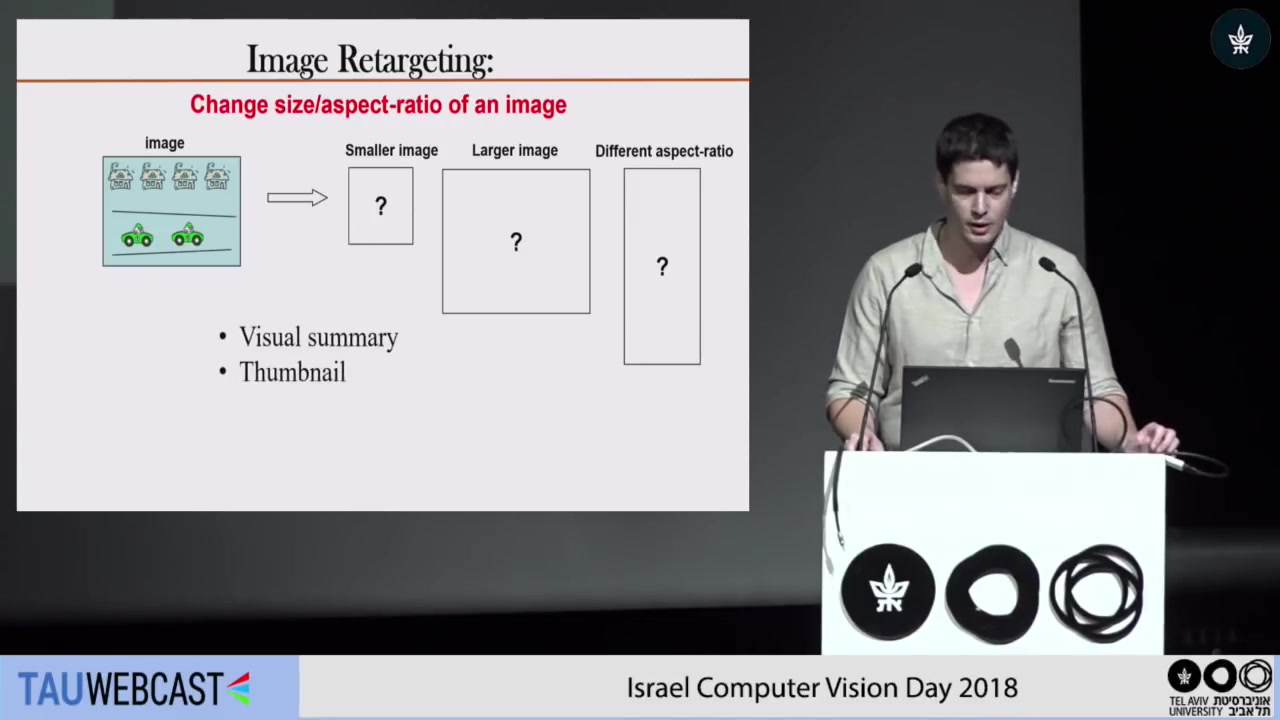 Image Retargeting:
Change size/aspect-ratio of an image
image
Smaller image
Larger image
Different aspect-ratio
?
?
?
• Visual summary
• Thumbnail
TAUWEBCAST
Israel Computer Vision Day 2018
TEL AVIV אוניברסיטת
UNIVERSITY תל אביב